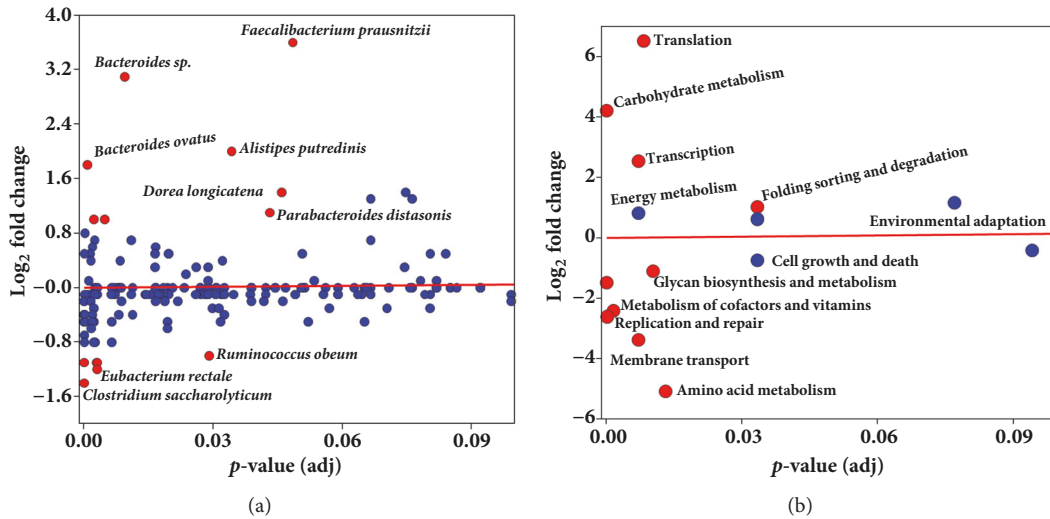 4.0
3.2
2.4
1.6
0.8
−0.0
−0.8
−1.6
Log2 fold change
Faecalibacterium prausnitzii
Bacteroides sp.
Bacteroides ovatus
Alistipes putredinis
Dorea longicatena
Parabacteroides distasonis
Ruminococcus obeum
Eubacterium rectale
Clostridium saccharolyticum
0.00
0.03
0.06
0.09
p-value (adj)
(a)
6
4
2
0
−2
−4
−6
Log2 fold change
Translation
Carbohydrate metabolism
Transcription
Folding sorting and degradation
Energy metabolism
Environmental adaptation
Cell growth and death
Glycan biosynthesis and metabolism
Metabolism of cofactors and vitamins
Replication and repair
Membrane transport
Amino acid metabolism
0.00
0.03
0.06
0.09
p-value (adj)
(b)